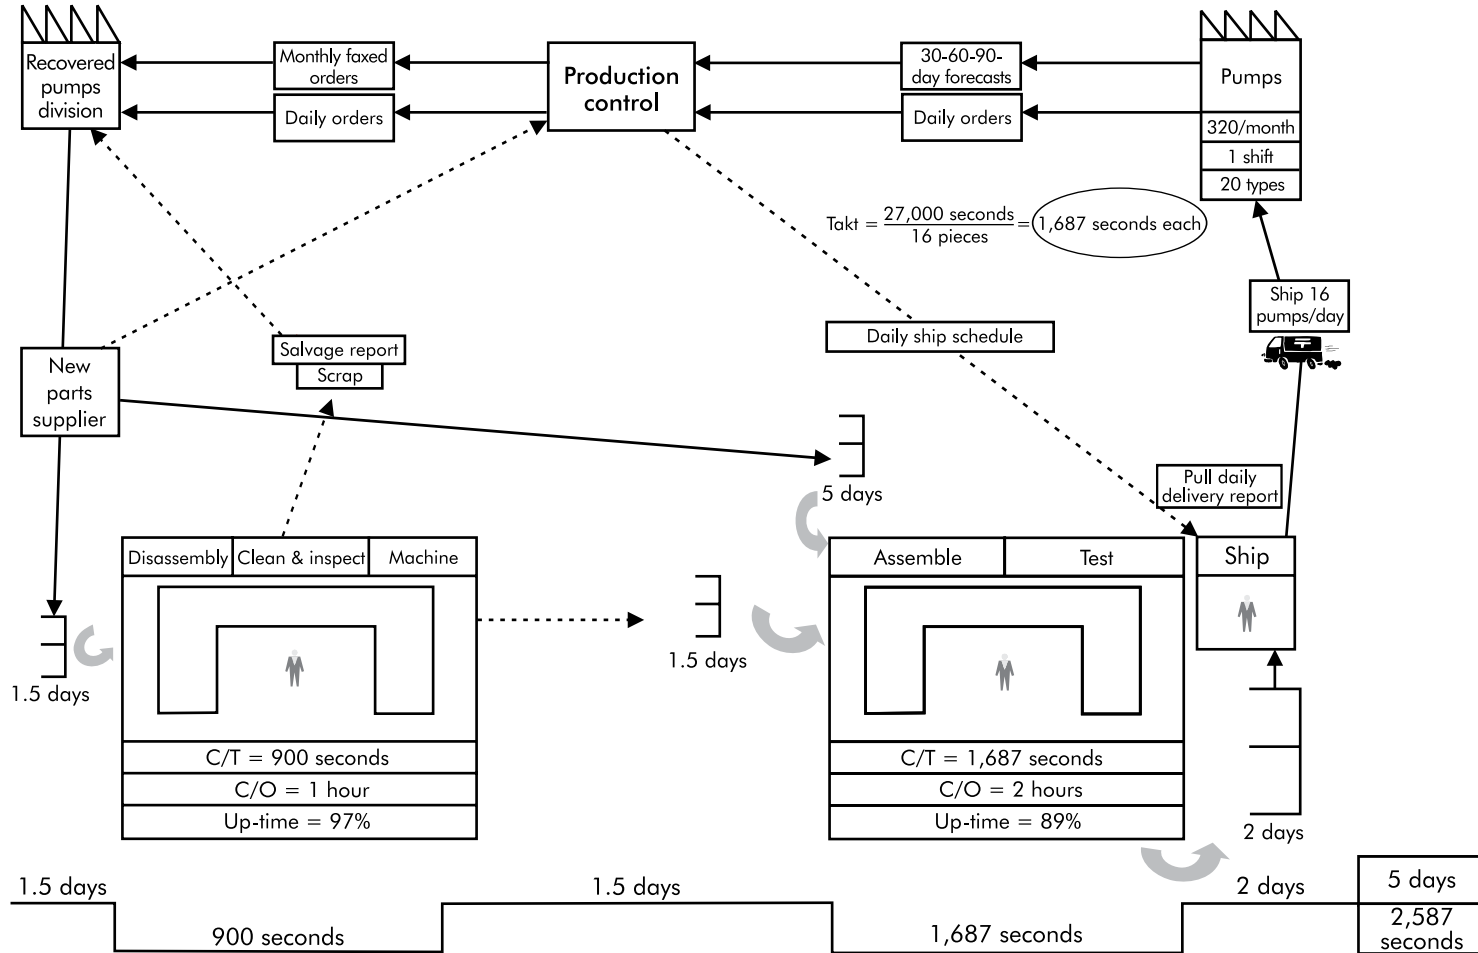 Recovered
pumps
division
Monthly faxed
orders
Daily orders
Production
control
30-60-90-
day forecasts
Daily orders
Pumps
320/month
1 shift
20 types
Takt = 27,000 seconds
16 pieces
= 1,687 seconds each
Ship 16
pumps/day
Daily ship schedule
Salvage report
Scrap
New
parts
supplier
5 days
Pull daily
delivery report
Disassembly
Clean & inspect
Machine
Assemble
Test
Ship
1.5 days
1.5 days
C/T = 900 seconds
C/O = 1 hour
Up-time = 97%
C/T = 1,687 seconds
C/O = 2 hours
Up-time = 89%
2 days
1.5 days
900 seconds
1.5 days
1,687 seconds
2 days
5 days
2,587
seconds